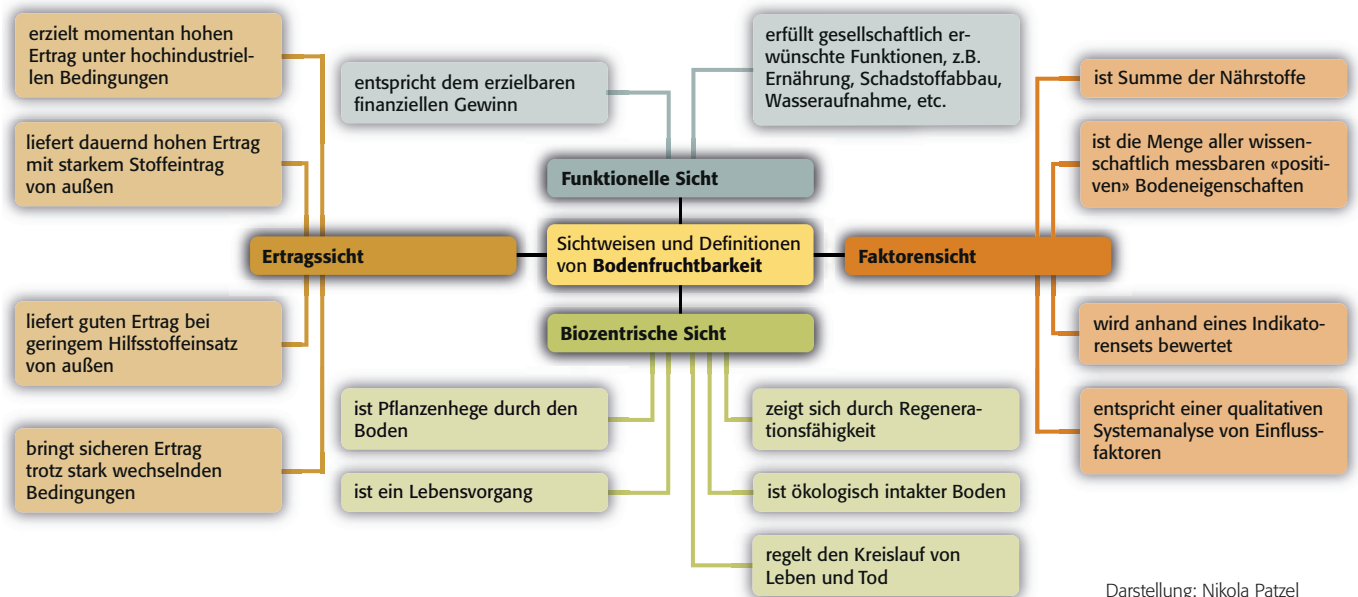 erzielt momentan hohen
Ertrag unter hochindustriel-
len Bedingungen
liefert dauernd hohen Ertrag
mit starkem Stoffeintrag
von außen
Ertragssicht
liefert guten Ertrag bei
geringem Hilfsstoffeinsatz
von außen
bringt sicheren Ertrag
trotz stark wechselnden
Bedingungen
entspricht dem erzielbaren
finanziellen Gewinn
erfüllt gesellschaftlich er-
wünschte Funktionen, z.B.
Ernährung, Schadstoffabbau,
Wasseraufnahme, etc.
Funktionelle Sicht
Sichtweisen und Definitionen
von Bodenfruchtbarkeit
Biozentrische Sicht
ist Pflanzenhege durch den
Boden
ist ein Lebensvorgang
zeigt sich durch Regenera-
tionsfähigkeit
ist ökologisch intakter Boden
regelt den Kreislauf von
Leben und Tod
ist Summe der Nährstoffe
ist die Menge aller wissen-
schaftlich messbaren «positi-
ven» Bodeneigenschaften
Faktorensicht
wird anhand eines Indikato-
rensets bewertet
entspricht einer qualitativen
Systemanalyse von Einfluss-
faktoren
Darstellung: Nikola Patzel